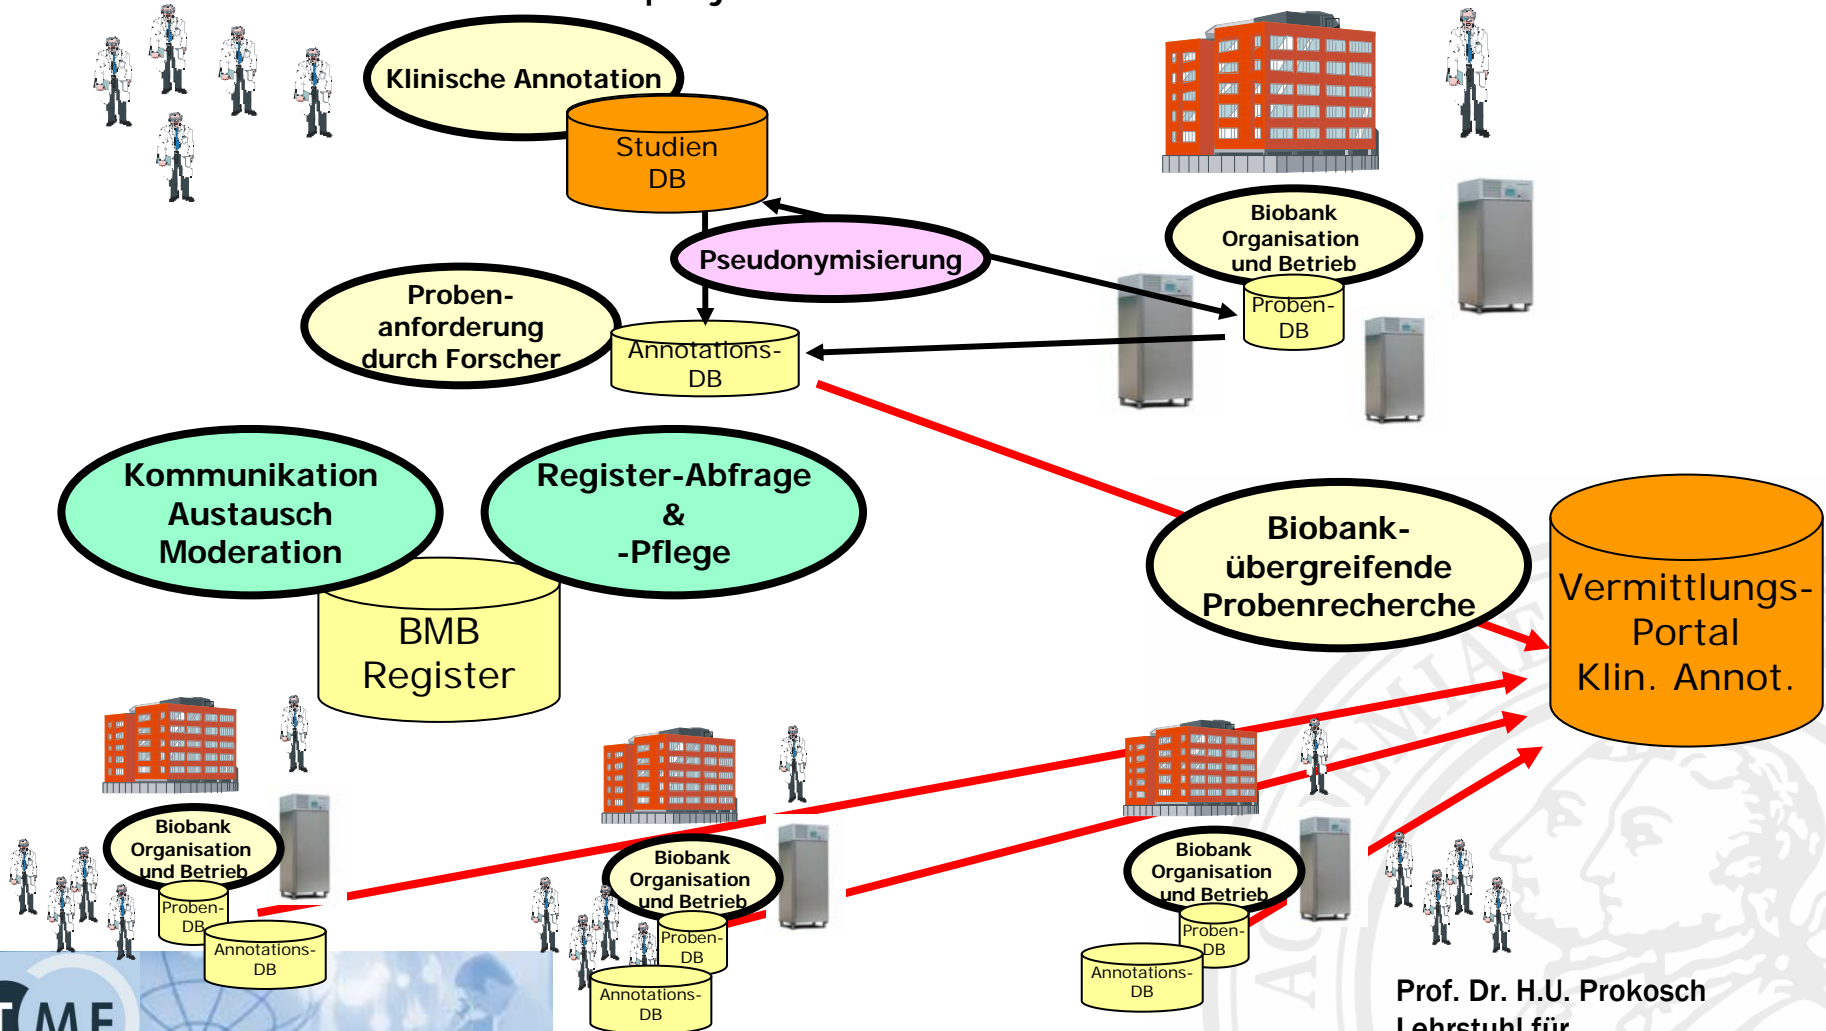 Klinische Annotation
Studien
DB
Pseudonymisierung
Biobank
Organisation
und Betrieb
Proben-
DB
Proben-
anforderung
durch Forscher
Annotations-
DB
Kommunikation
Austausch
Moderation
Register-Abfrage
&
-Pflege
BMB
Register
Biobank-
übergreifende
Probenrecherche
Vermittlungs-
Portal
Klin. Annot.
Biobank
Organisation
und Betrieb
Proben-
DB
Annotations-
DB
Biobank
Organisation
und Betrieb
Proben-
DB
Annotations-
DB
Biobank
Organisation
und Betrieb
Proben-
DB
Annotations-
DB
TMF
Prof. Dr. H.U. Prokosch
Lehrstuhl für